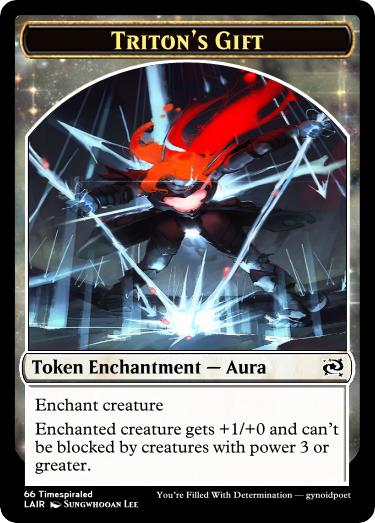 Triton's Gift
Token Enchantment — Aura
Enchant creature
Enchanted creature gets +1/+0 and can't
be blocked by creatures with power 3 or
greater.
66 Timespiraled
LAIR Sungwhooan Lee
You're Filled With Determination — gynoidpoet